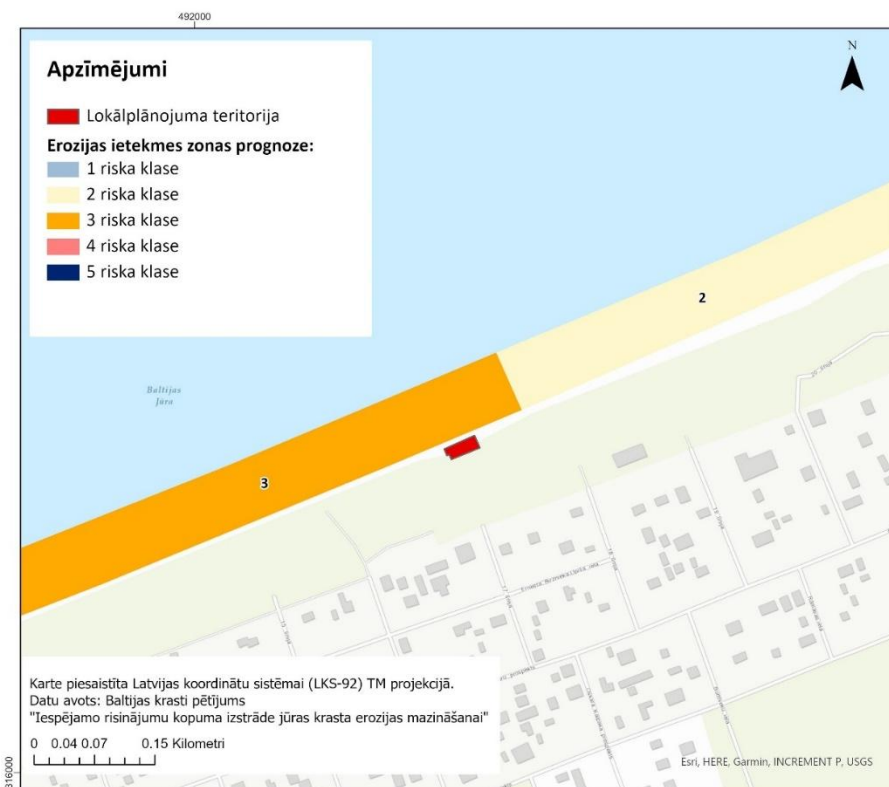 492000
Apzīmējumi
Lokālplānojuma teritorija
Erozijas ietekmes zonas prognoze:
1 riska klase
2 riska klase
3 riska klase
4 riska klase
5 riska klase
N
2
Baltijas
Jūra
3
Karte piesaistīta Latvijas koordinātu sistēmai (LKS-92) TM projekcijā.
Datu avots: Baltijas krasti pētījums
"Iespējamo risinājumu kopuma izstrāde jūras krasta erozijas mazināšanai"
0 0.04 0.07 0.15 Kilometri
Esri, HERE, Garmin, INCREMENT P, USGS